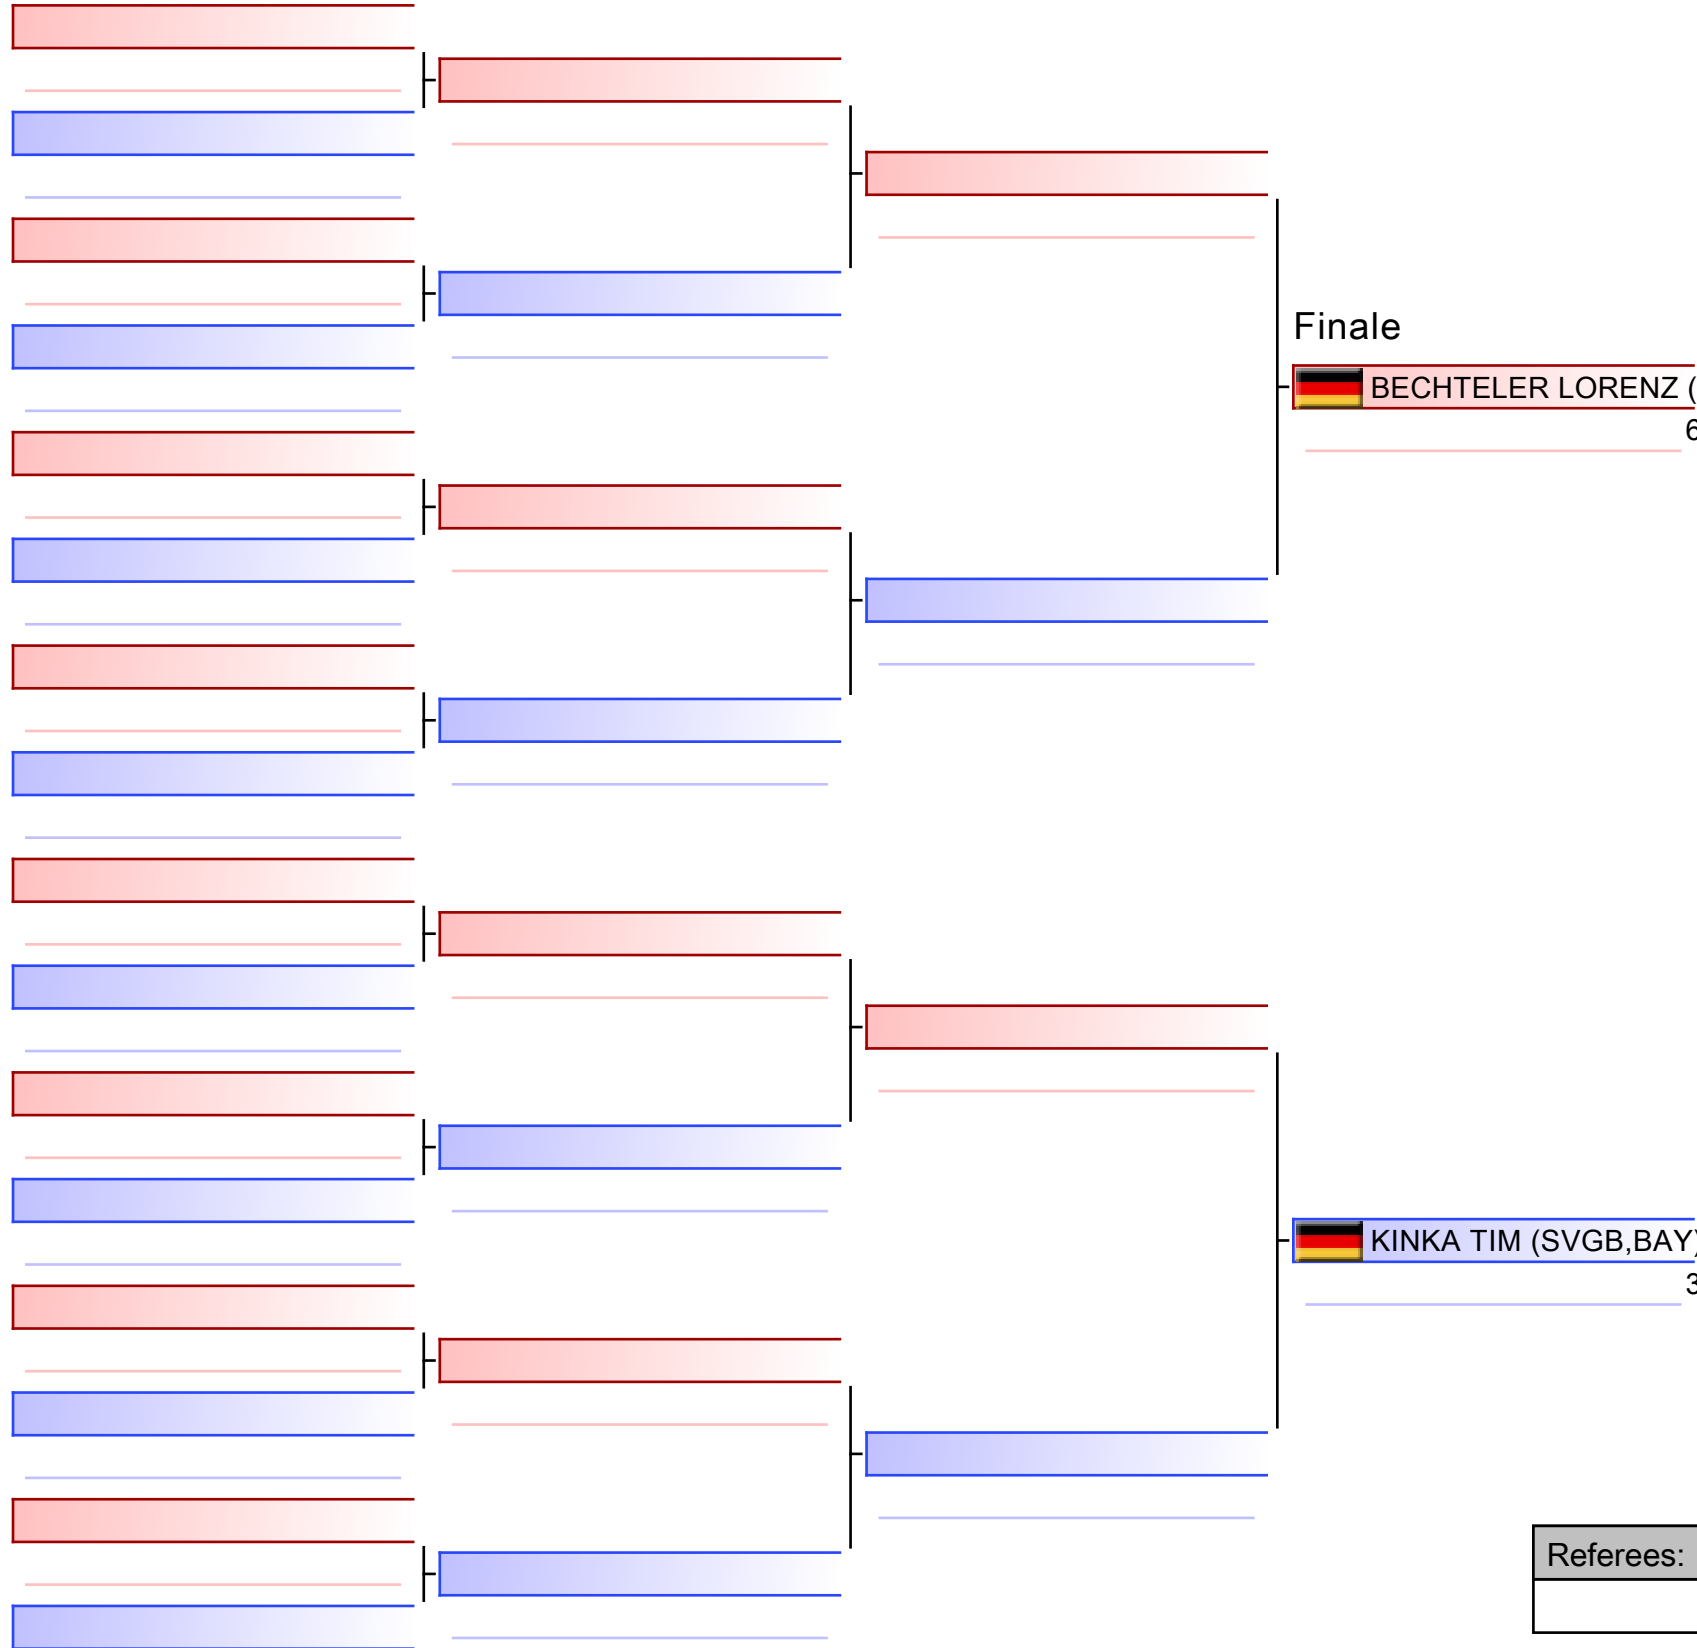 Finale
BECHTELER LORENZ (
6
KINKA TIM (SVGB,BAY)
3
Referees: